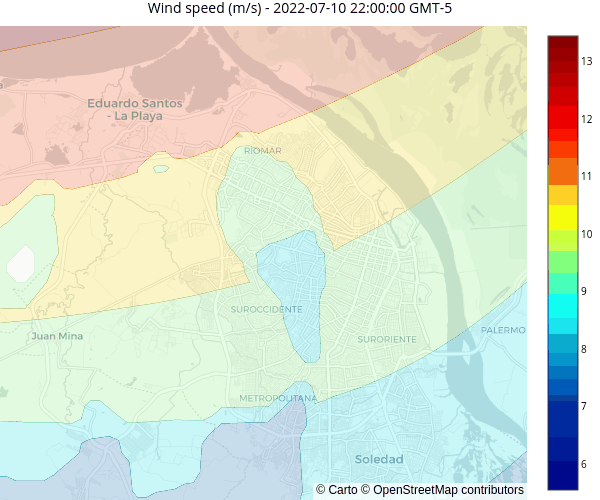 Wind speed (m/s) - 2022-07-10 22:00:00 GMT-5
13
12
11
10
9
8
7
6
Eduardo Santos
- La Playa
RIOMAR
SUROCCIDENTE
Juan Mina
SURORIENTE
PALERMO
METROPOLITANA
Soledad
© Carto © OpenStreetMap contributors